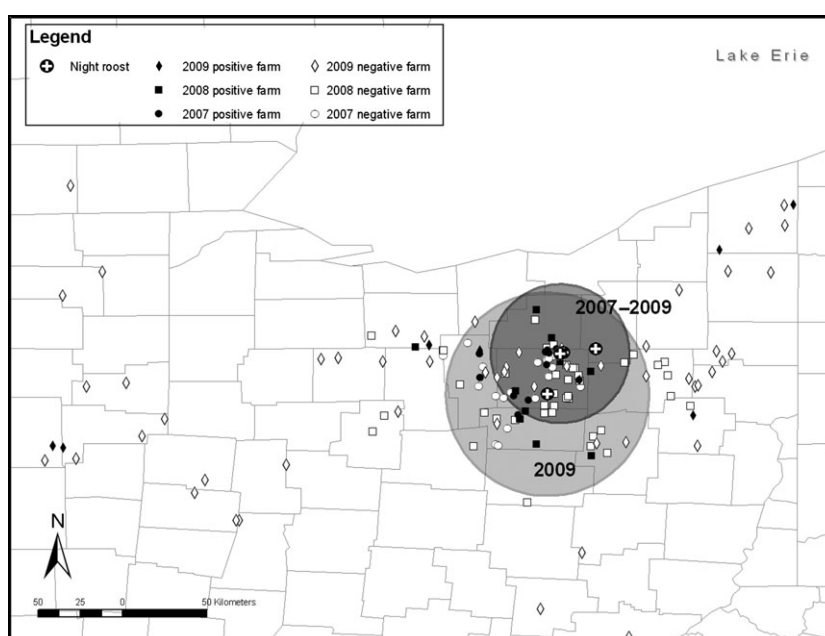 Legend
Night roost
2009 positive farm
2009 negative farm
2008 positive farm
2008 negative farm
2007 positive farm
2007 negative farm
Lake Erie
2007–2009
2009
N
50 25 0 50 Kilometers